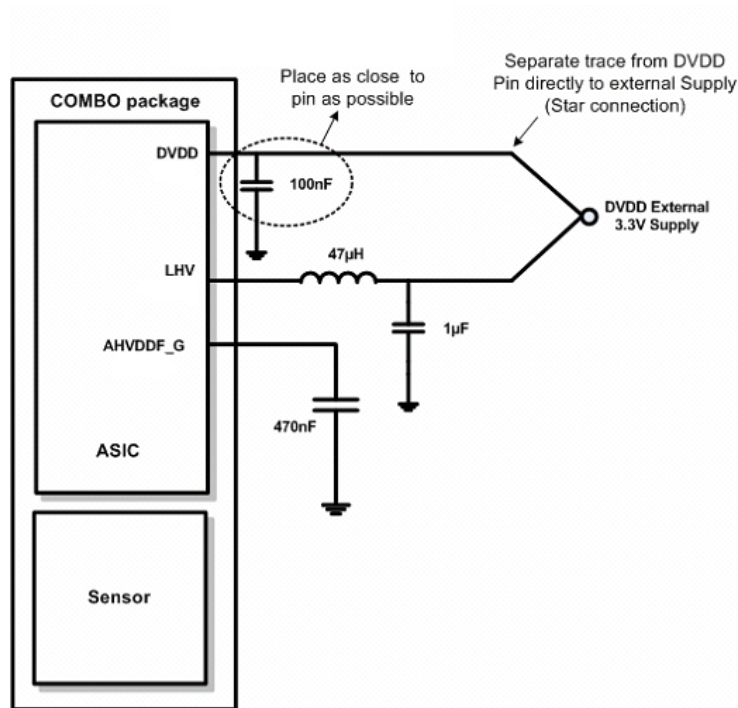 Place as close to
pin as possible
Separate trace from DVDD
Pin directly to external Supply
(Star connection)
COMBO package
DVDD
100nF
DVDD External
3.3V Supply
47µH
LHV
1µF
AHVDDF_G
470nF
ASIC
Sensor